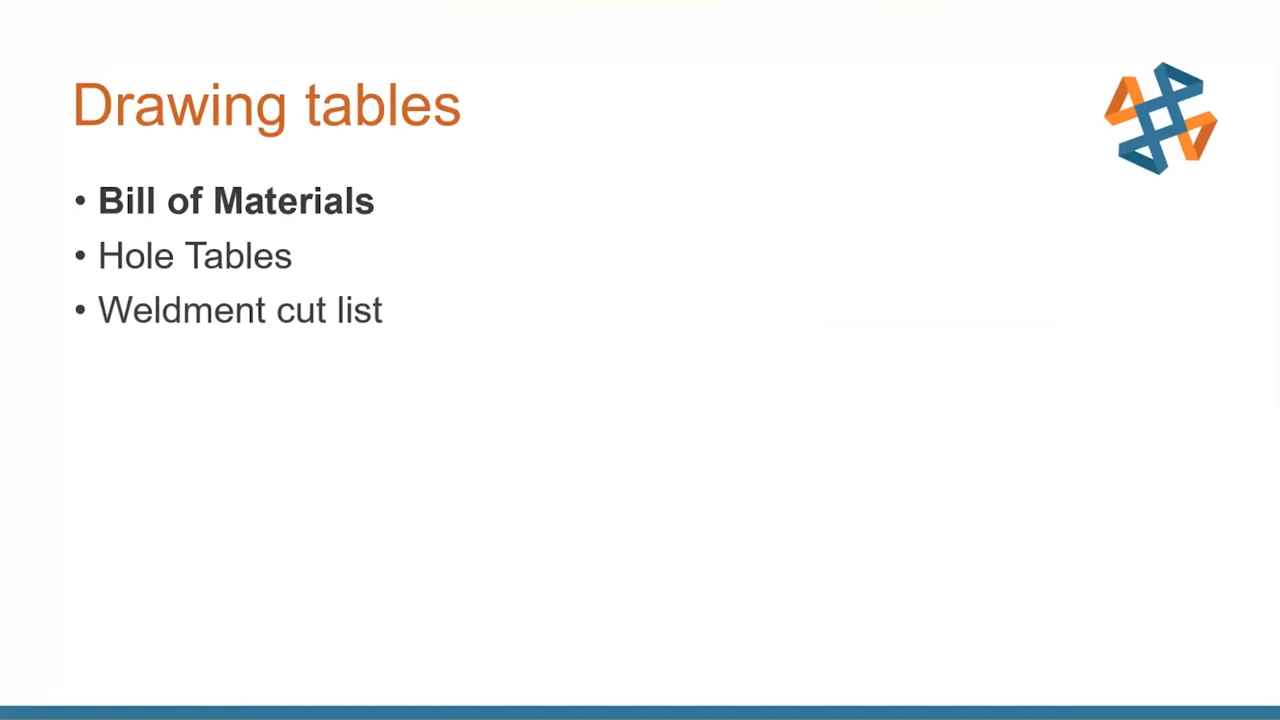 Drawing tables
• Bill of Materials
• Hole Tables
• Weldment cut list